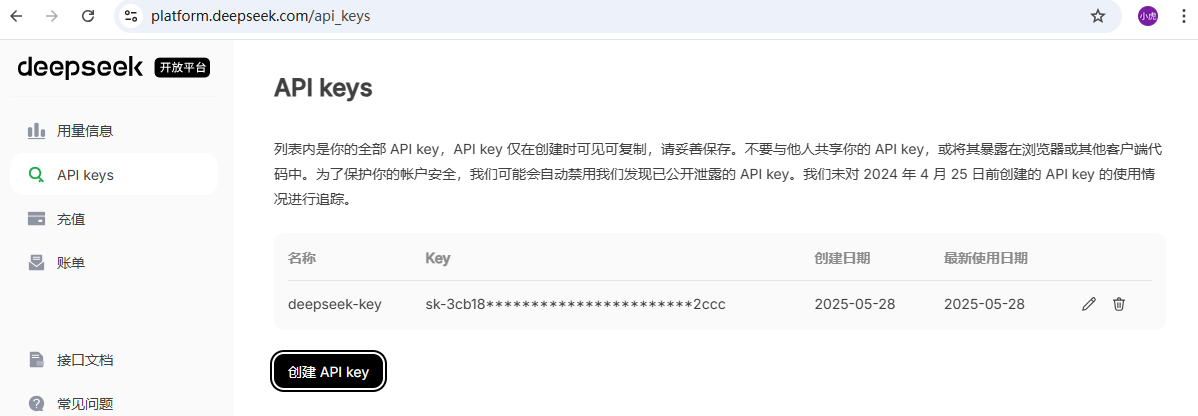 platform.deepseek.com/api_keys
小虎
deepseek 开放平台
用量信息
API keys
充值
账单
接口文档
常见问题
API keys
列表内是你的全部 API key，API key 仅在创建时可见可复制，请妥善保存。不要与他人共享你的 API key，或将其暴露在浏览器或其他客户端代
码中。为了保护你的帐户安全，我们可能会自动禁用我们发现已公开泄露的 API key。我们未对 2024 年 4 月 25 日前创建的 API key 的使用情
况进行追踪。
名称 Key 创建日期 最新使用日期
deepseek-key sk-3cb18***********************2ccc 2025-05-28 2025-05-28
创建 API key